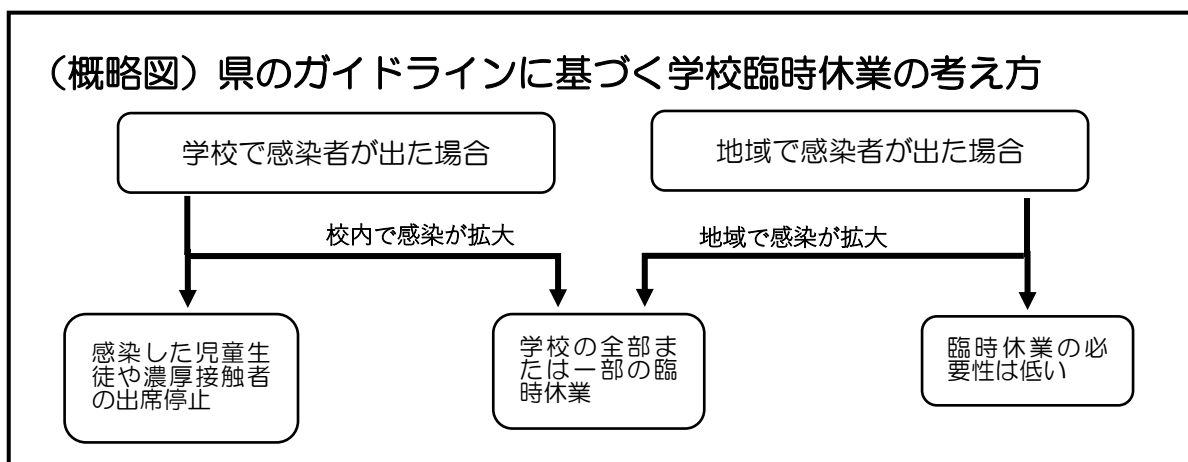 （概略図）県のガイドラインに基づく学校臨時休業の考え方
学校で感染者が出た場合
地域で感染者が出た場合
校内で感染が拡大
地域で感染が拡大
感染した児童生
徒や濃厚接触者
の出席停止
学校の全部ま
たは一部の臨
時休業
臨時休業の必
要性は低い